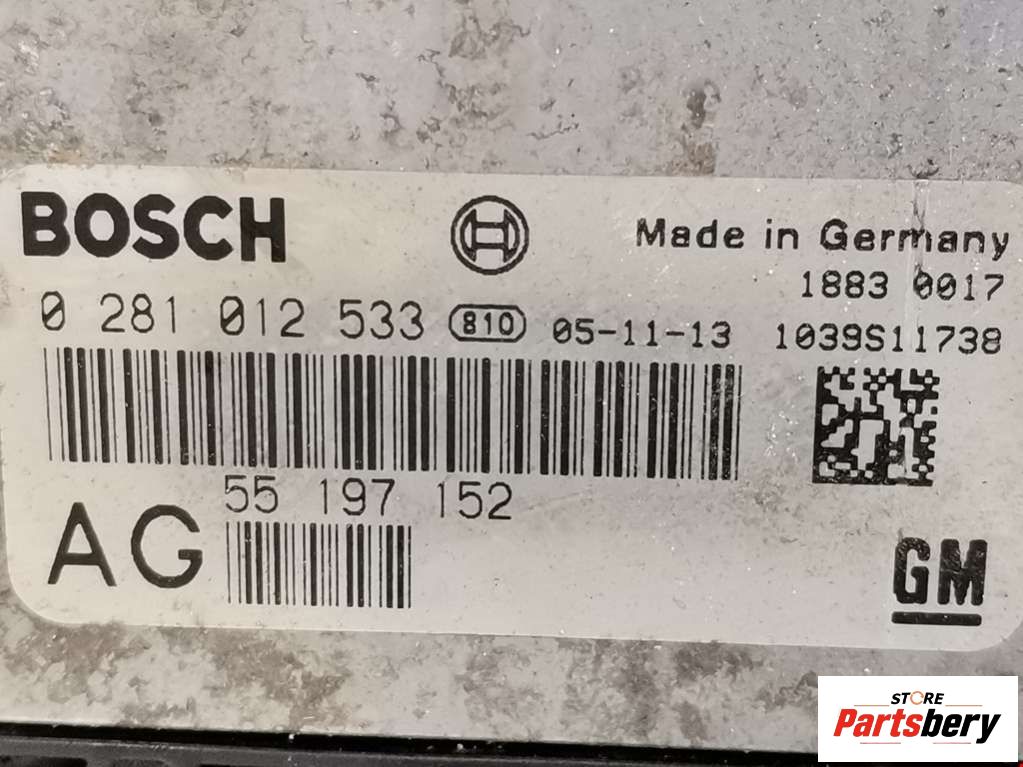 BOSCH
Made in Germany
1883 0017
0 281 012 533 810 05-11-13 1039S11738
55 197 152
AG
GM
STORE
Partsbery